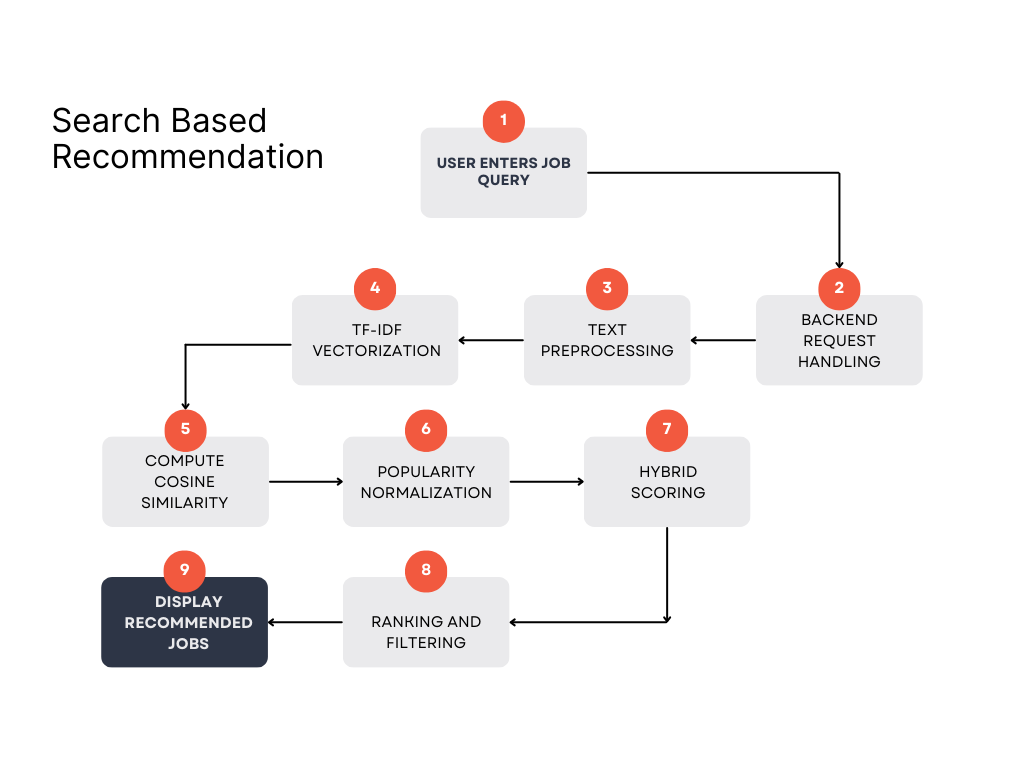 Search Based
Recommendation
1
USER ENTERS JOB
QUERY
2
BACKEND
REQUEST
HANDLING
3
TEXT
PREPROCESSING
4
TF-IDF
VECTORIZATION
5
COMPUTE
COSINE
SIMILARITY
6
POPULARITY
NORMALIZATION
7
HYBRID
SCORING
8
RANKING AND
FILTERING
9
DISPLAY
RECOMMENDED
JOBS